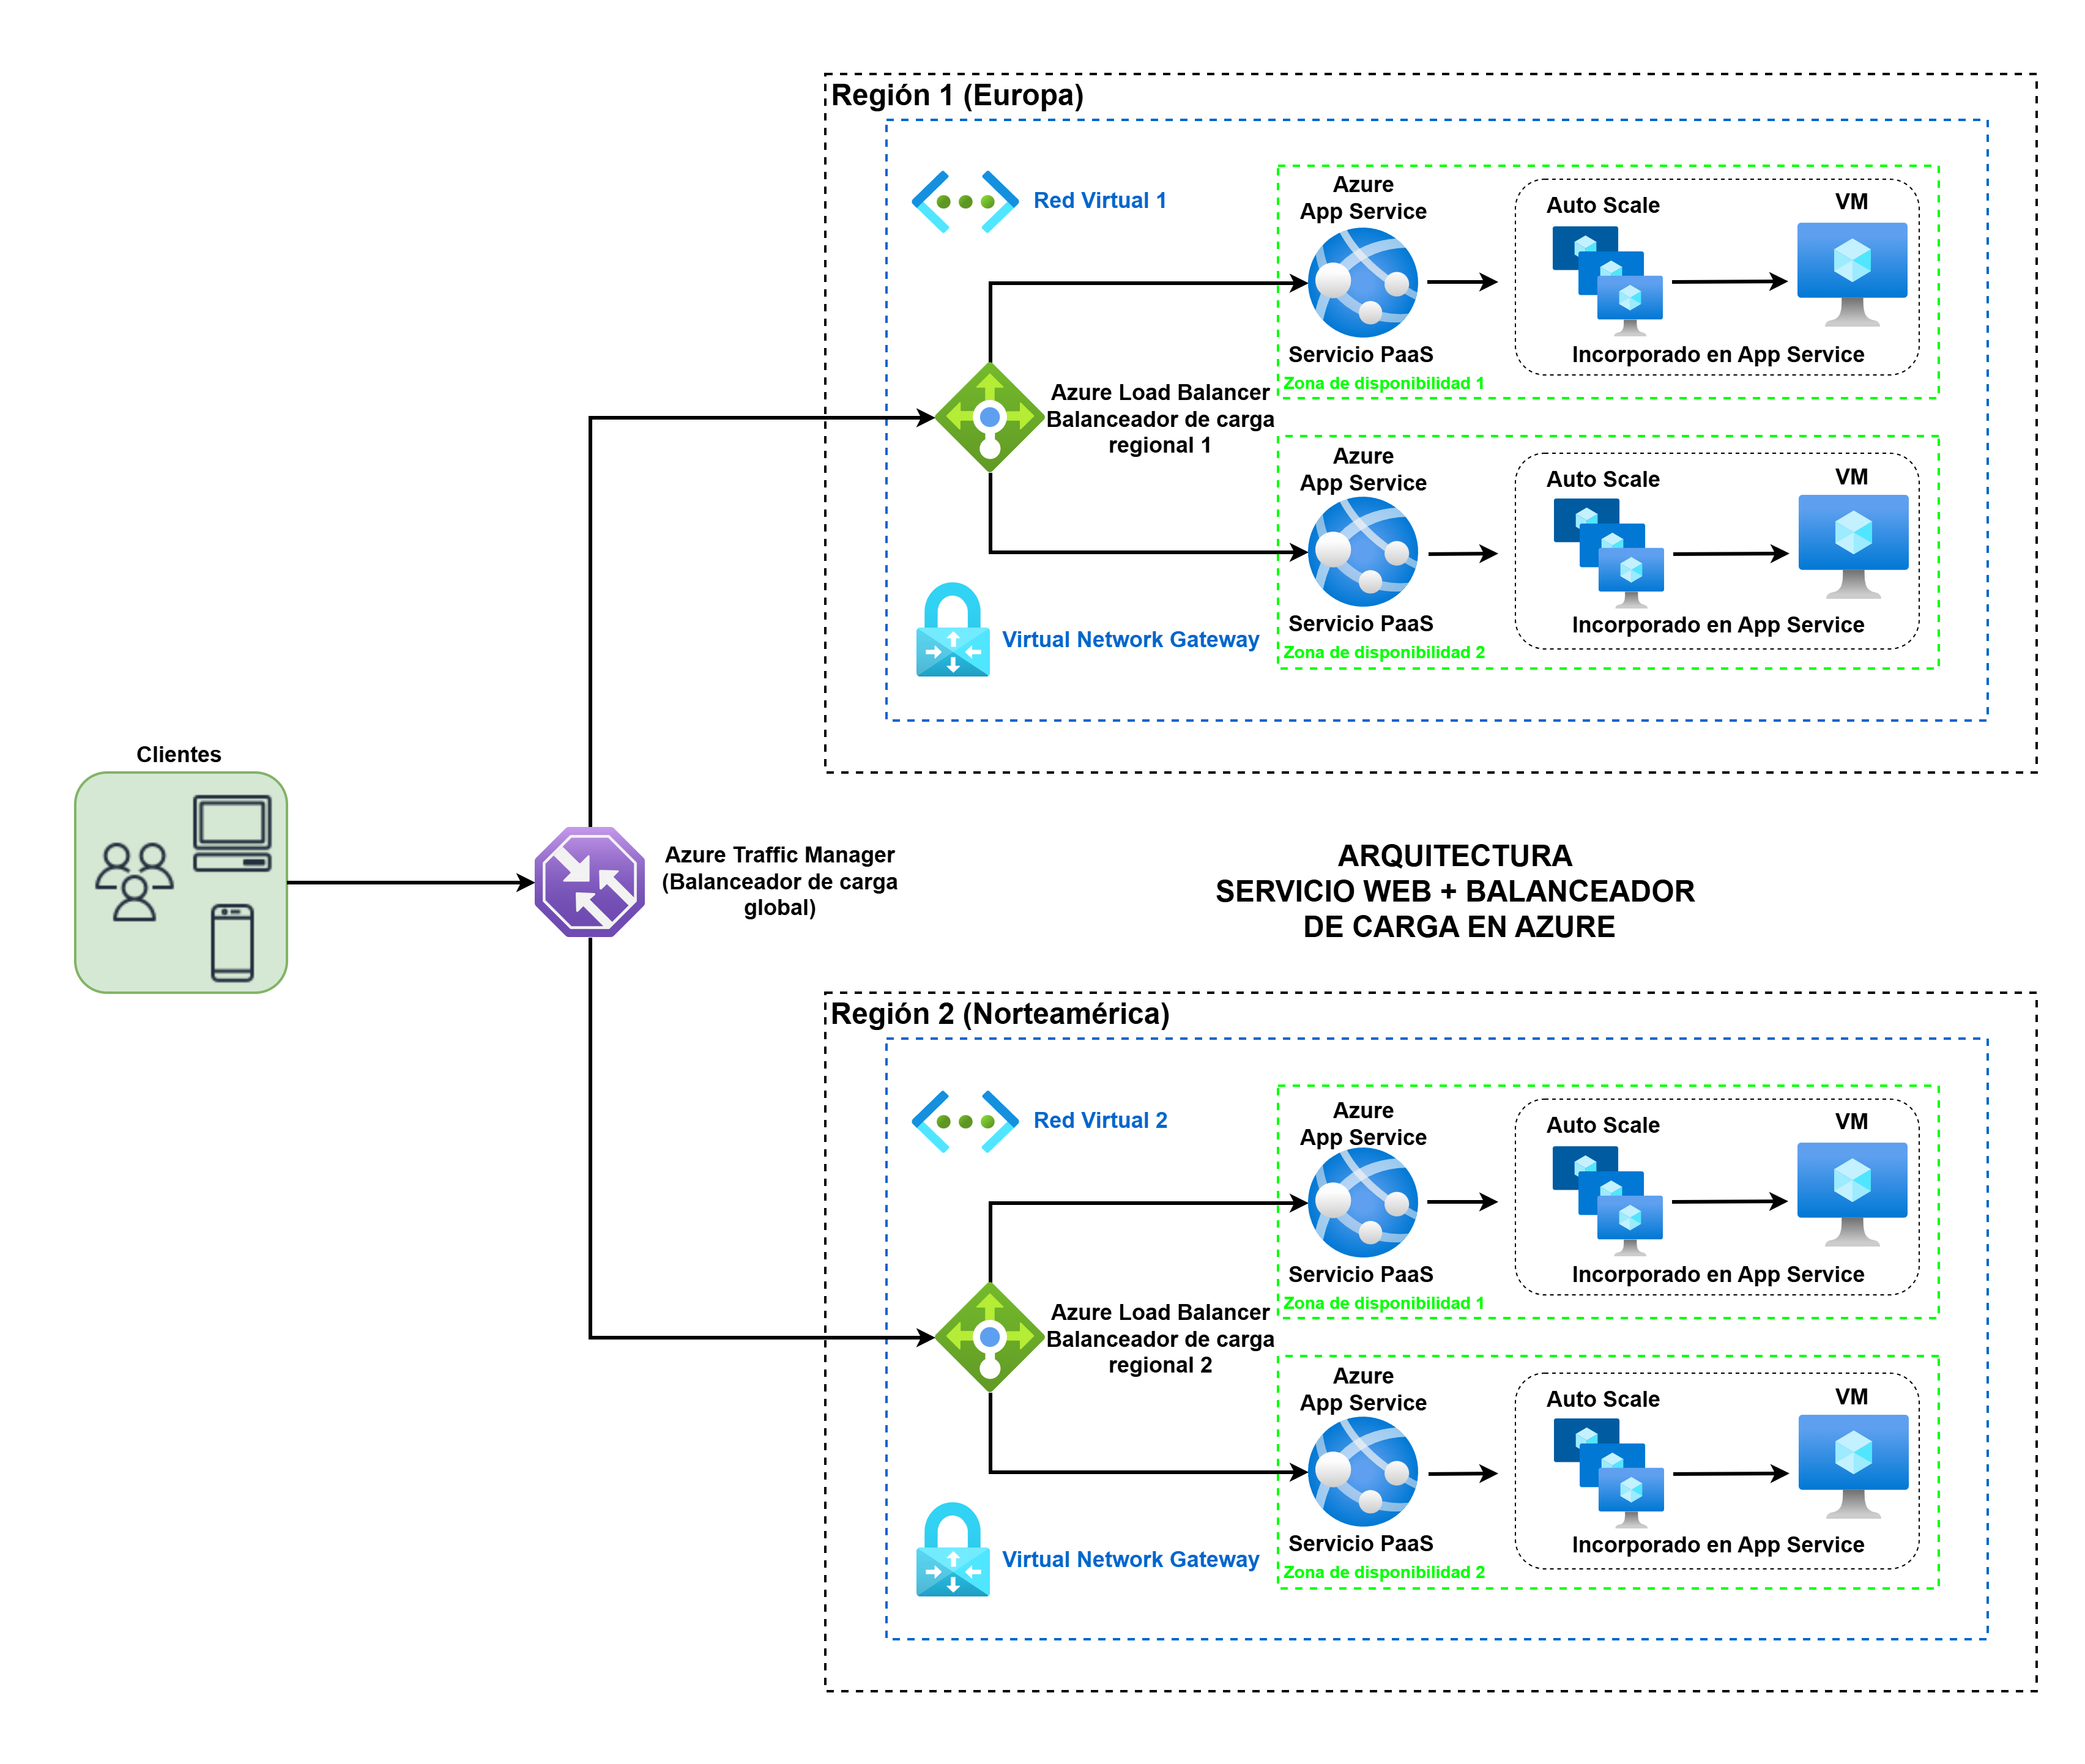 Región 1 (Europa)
Red Virtual 1
Azure
App Service
Servicio PaaS
Zona de disponibilidad 1
Auto Scale
VM
Incorporado en App Service
Azure Load Balancer
Balanceador de carga
regional 1
Azure
App Service
Servicio PaaS
Zona de disponibilidad 2
Auto Scale
VM
Incorporado en App Service
Virtual Network Gateway
Clientes
Azure Traffic Manager
(Balanceador de carga
global)
ARQUITECTURA
SERVICIO WEB + BALANCEADOR
DE CARGA EN AZURE
Región 2 (Norteamérica)
Red Virtual 2
Azure
App Service
Servicio PaaS
Zona de disponibilidad 1
Auto Scale
VM
Incorporado en App Service
Azure Load Balancer
Balanceador de carga
regional 2
Azure
App Service
Servicio PaaS
Zona de disponibilidad 2
Auto Scale
VM
Incorporado en App Service
Virtual Network Gateway